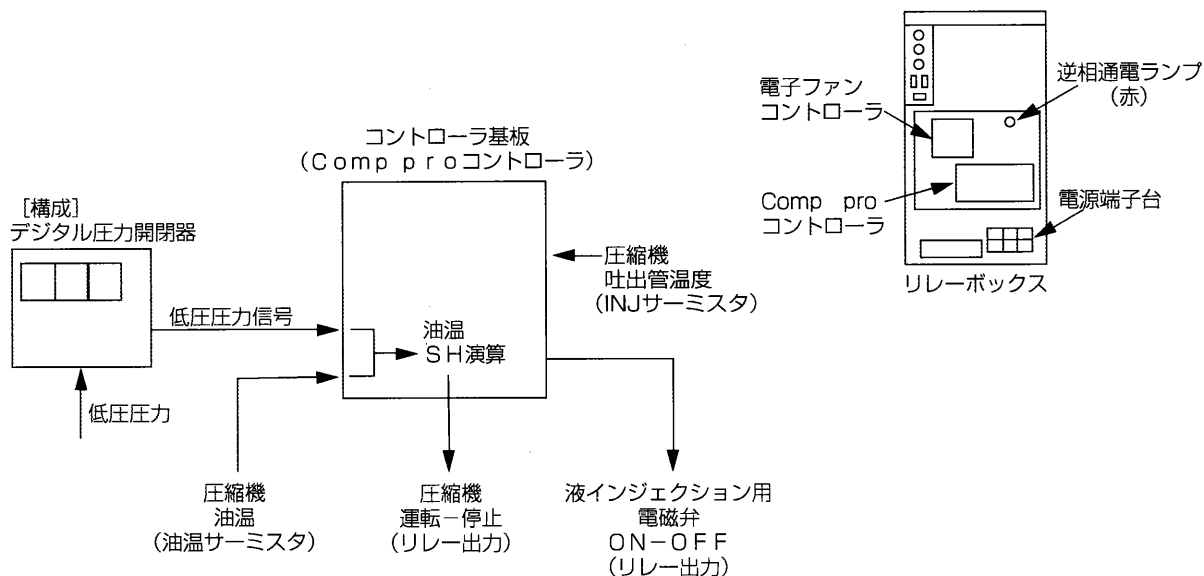 [構成]
デジタル圧力開閉器
低圧圧力信号
低圧圧力
コントローラ基板
(Comp proコントローラ)
油温
SH演算
圧縮機
吐出管温度
(INJサーミスタ)
圧縮機
油温
(油温サーミスタ)
圧縮機
運転-停止
(リレー出力)
液インジェクション用
電磁弁
ON-OFF
(リレー出力)
電子ファン
コントローラ
逆相通電ランプ
(赤)
Comp pro
コントローラ
電源端子台
リレーボックス